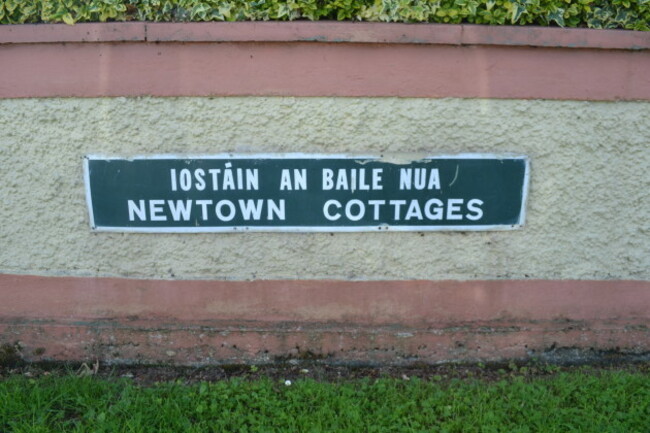 IOSTÁIN AN BAILE NUA
NEWTOWN COTTAGES